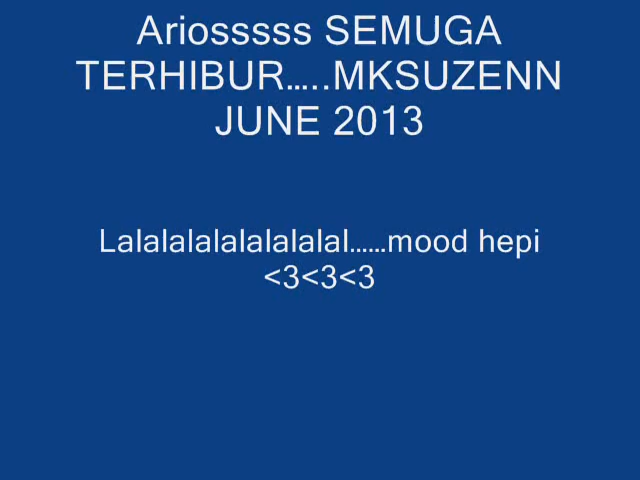 Ariosssss SEMUGA
TERHIBUR…..MKSUZENN
JUNE 2013
Lalalalalalalalalal……mood hepi
<3<3<3